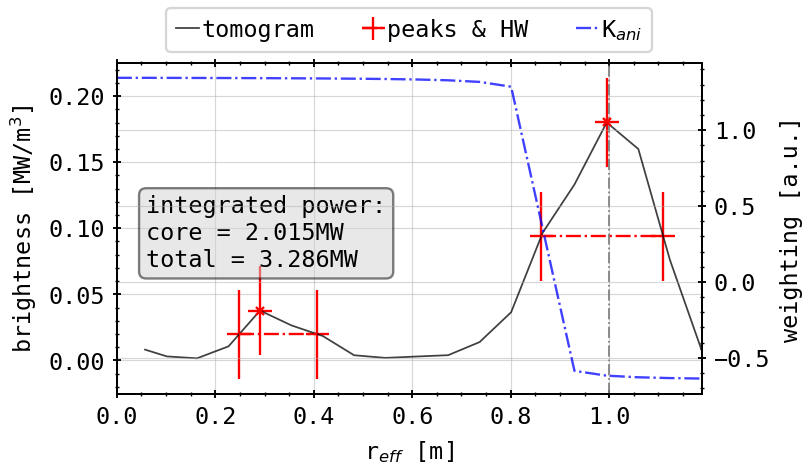 tomogram peaks & HW K_ani
brightness [MW/m³]
0.20
0.15
0.10
0.05
0.00
integrated power:
core = 2.015MW
total = 3.286MW
1.0
0.5
0.0
−0.5
weighting [a.u.]
0.0 0.2 0.4 0.6 0.8 1.0
r_eff [m]